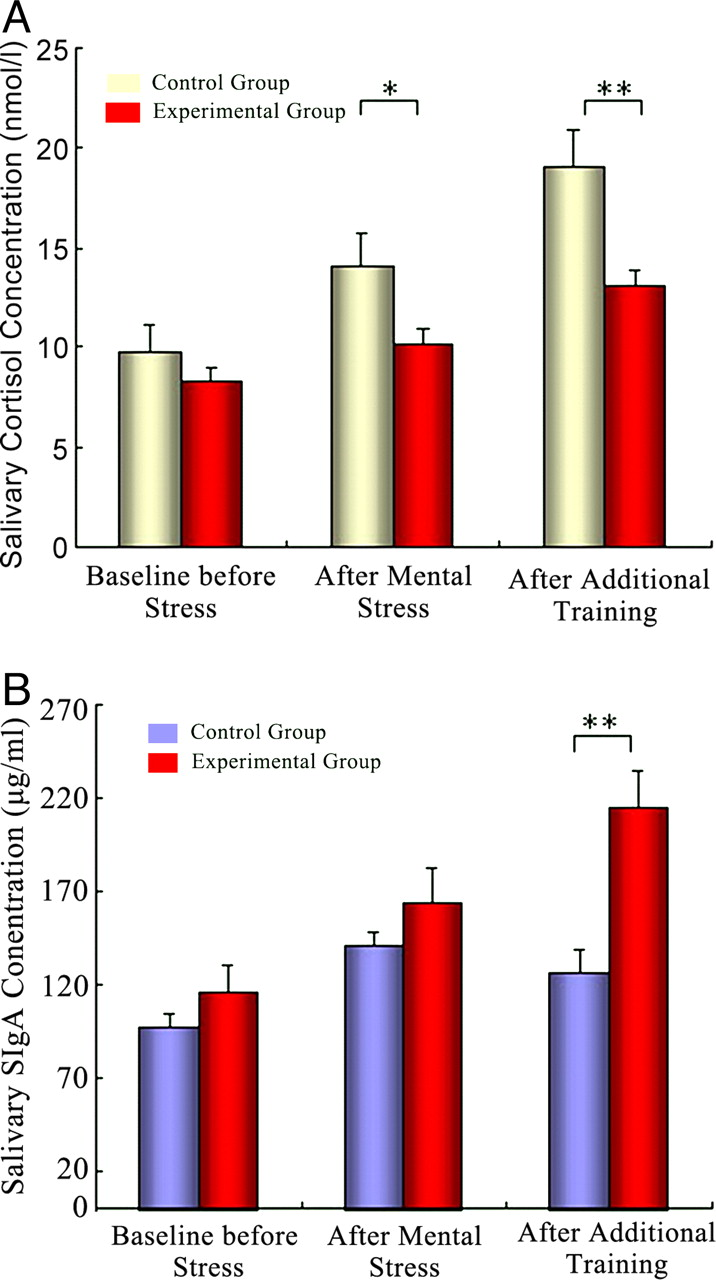 A
Salivary Cortisol Concentration (nmol/l)
25
20
15
10
5
0
Control Group
Experimental Group
*
**
Baseline before
Stress
After Mental
Stress
After Additional
Training
B
Salivary SIgA Conentration (µg/ml)
270
220
170
120
70
20
0
Control Group
Experimental Group
**
Baseline before
Stress
After Mental
Stress
After Additional
Training